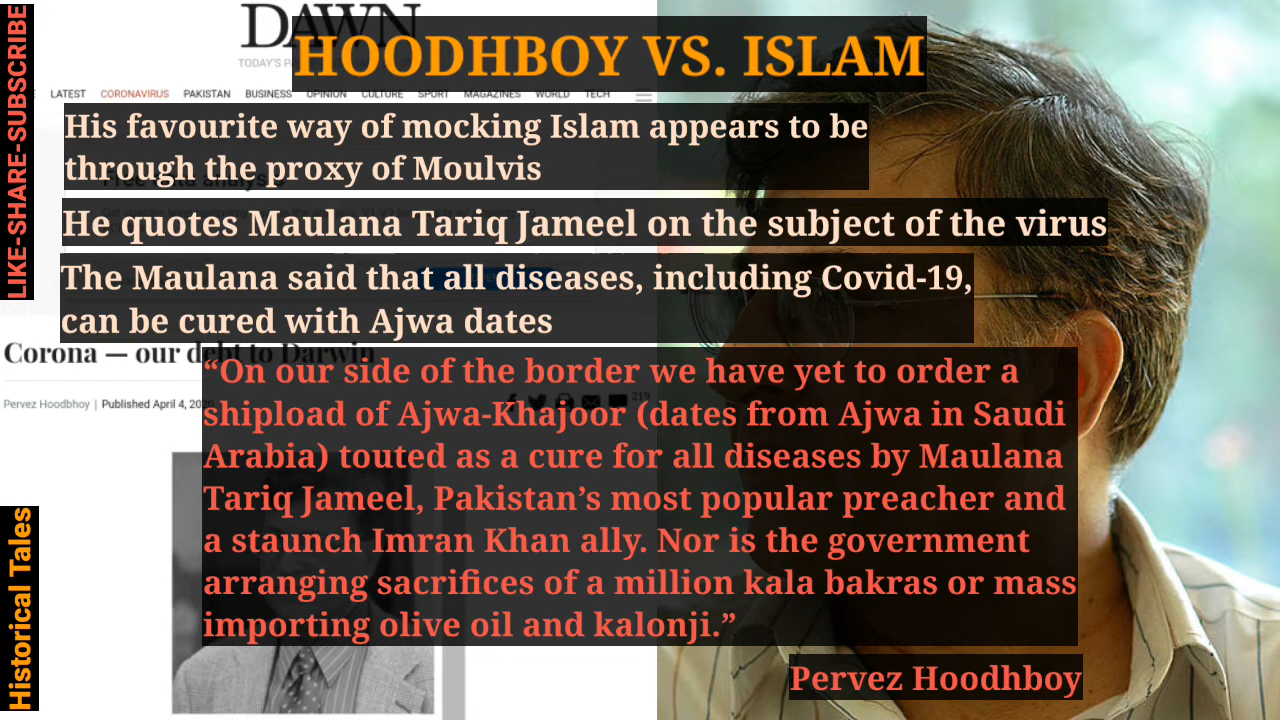 LIKE-SHARE-SUBSCRIBE
DAWN
TODAY'S
HOODHBOY VS. ISLAM
LATEST CORONAVIRUS PAKISTAN BUSINESS OPINION CULTURE SPORT MAGAZINES WORLD TECH
His favourite way of mocking Islam appears to be
through the proxy of Moulvis
He quotes Maulana Tariq Jameel on the subject of the virus
The Maulana said that all diseases, including Covid-19,
can be cured with Ajwa dates
Corona — our debt to Darwin
Pervez Hoodbhoy | Published April 4, 2020
219
“On our side of the border we have yet to order a
shipload of Ajwa-Khajoor (dates from Ajwa in Saudi
Arabia) touted as a cure for all diseases by Maulana
Tariq Jameel, Pakistan’s most popular preacher and
a staunch Imran Khan ally. Nor is the government
arranging sacrifices of a million kala bakras or mass
importing olive oil and kalonji.”
Pervez Hoodhboy
Historical Tales